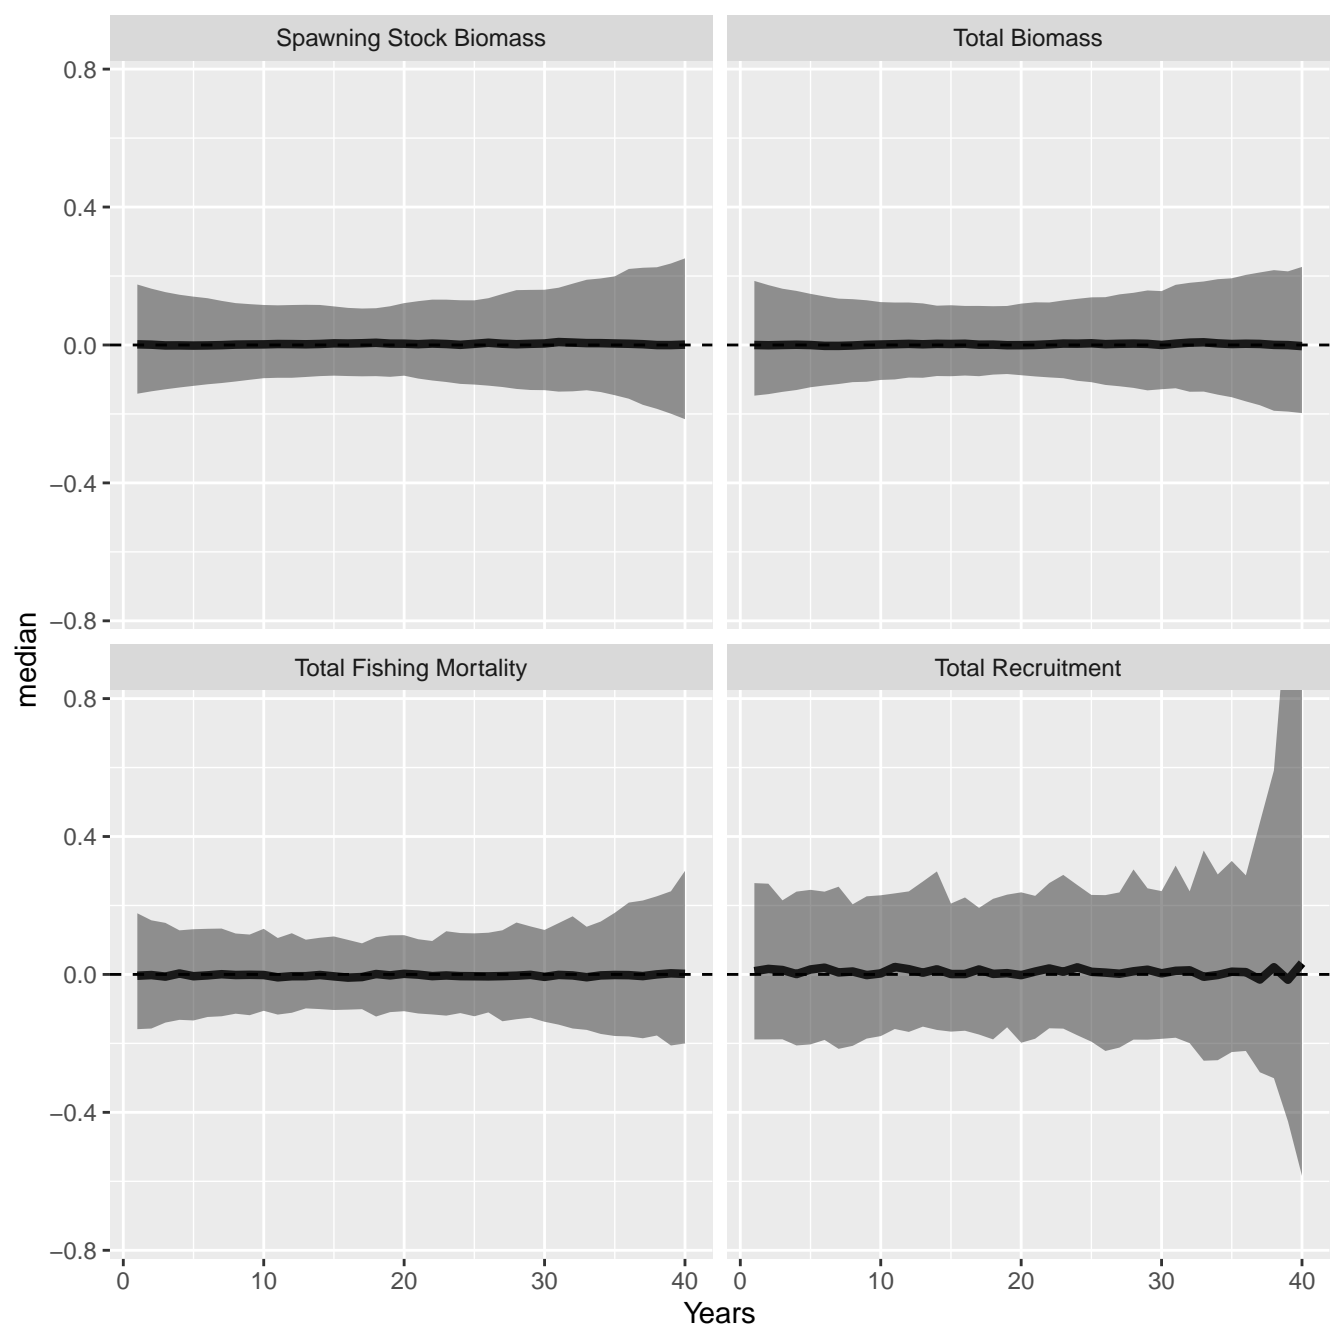 Spawning Stock Biomass
Total Biomass
0.8
0.4
0.0
−0.4
−0.8
Total Fishing Mortality
Total Recruitment
0.8
0.4
0.0
−0.4
−0.8
0 10 20 30 40
0 10 20 30 40
Years
median